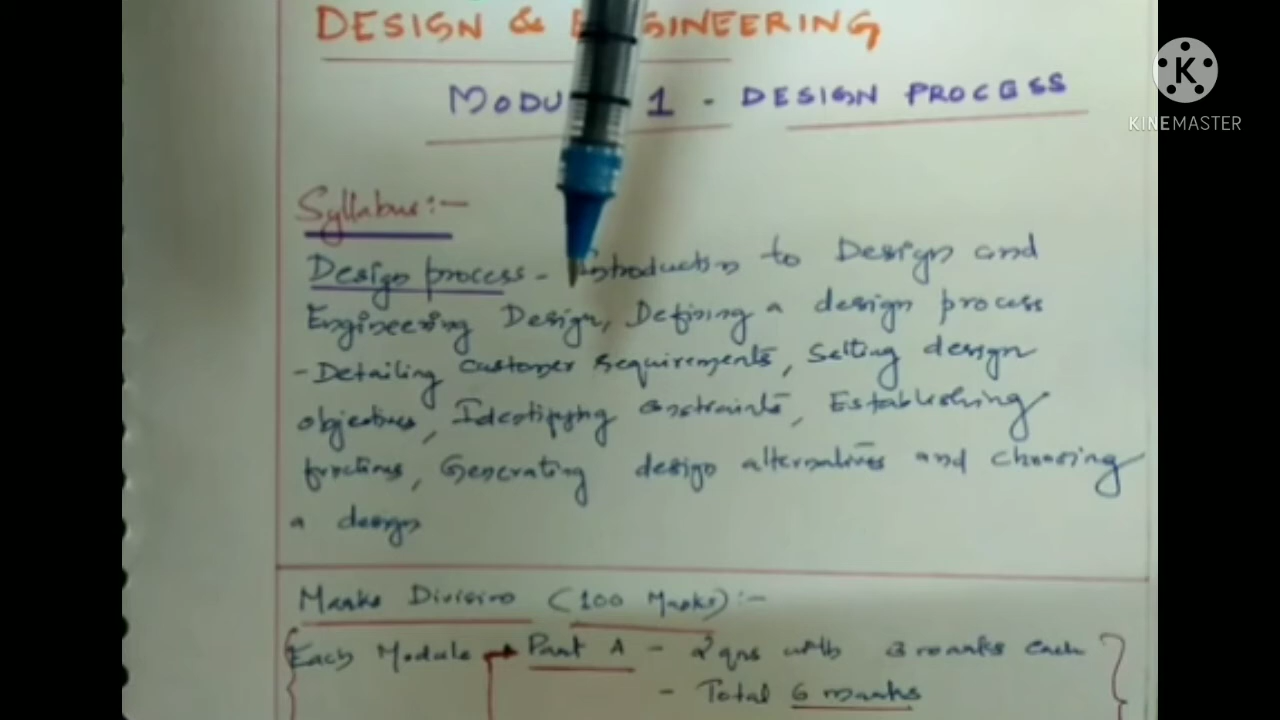 DESIGN & ENGINEERING
MODU 1 - DESIGN PROCESS
KINEMASTER
Syllabus:-
Design process - Introduction to Design and
Engineering Design, Defining a design process
- Detailing customer requirements, Setting design
objectives, Identifying constraints, Establishing
functions, Generating design alternatives and choosing
a design
Marks Division (100 Marks):-
Each Module → Part A - 2 qns with 3 marks each
- Total 6 marks